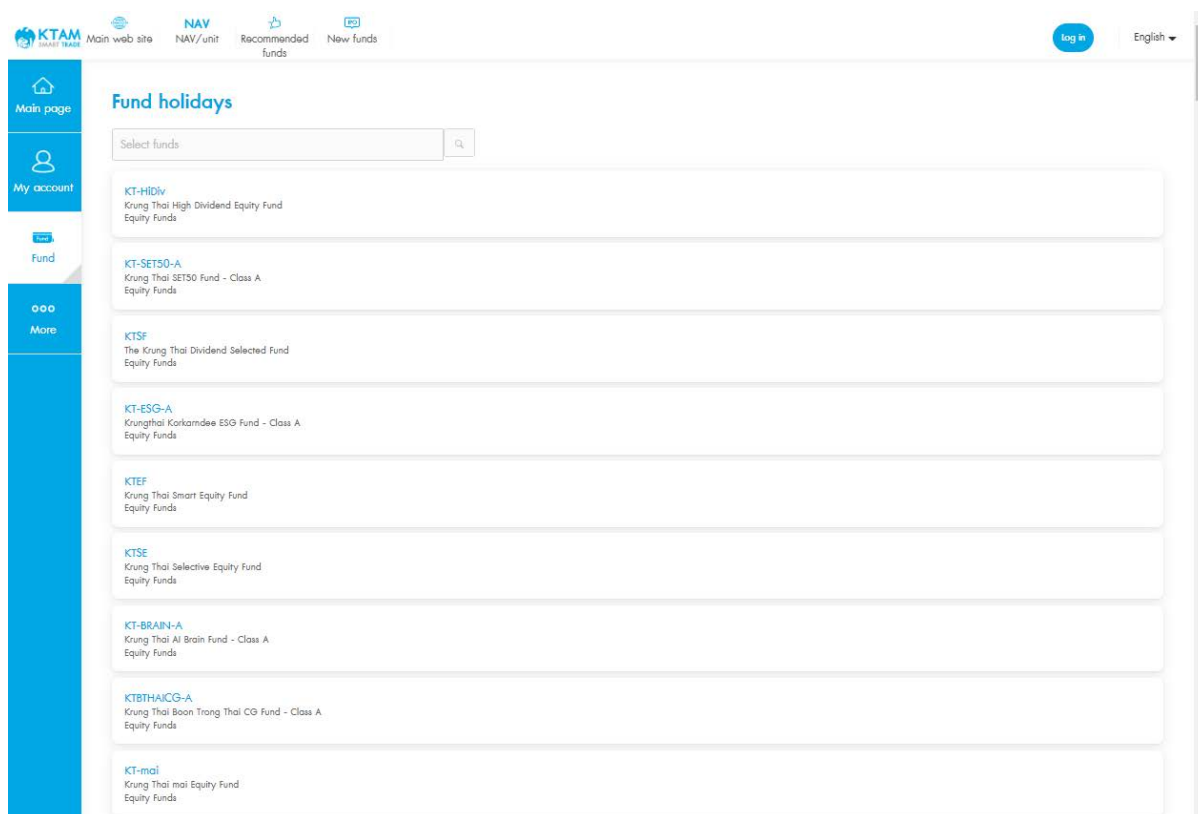 KTAM
SMART TRADE
Main web site
NAV
NAV/unit
Recommended
funds
IPO
New funds
Log in
English
Main page
My account
Fund
Fund
More
Fund holidays
Select funds
KT-HiDiv
Krung Thai High Dividend Equity Fund
Equity Funds
KT-SET50-A
Krung Thai SET50 Fund - Class A
Equity Funds
KTSF
The Krung Thai Dividend Selected Fund
Equity Funds
KT-ESG-A
Krungthai Korkarndee ESG Fund - Class A
Equity Funds
KTEF
Krung Thai Smart Equity Fund
Equity Funds
KTSE
Krung Thai Selective Equity Fund
Equity Funds
KT-BRAIN-A
Krung Thai AI Brain Fund - Class A
Equity Funds
KTBTHAICG-A
Krung Thai Boon Trong Thai CG Fund - Class A
Equity Funds
KT-mai
Krung Thai mai Equity Fund
Equity Funds